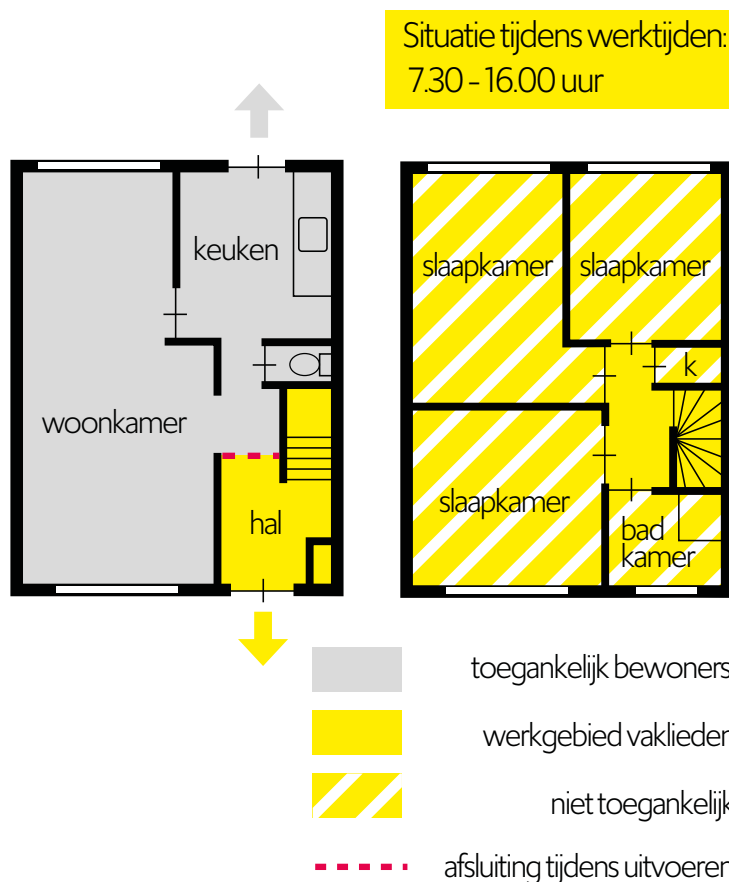 Situatie tijdens werktijden:
7.30 - 16.00 uur
keuken
woonkamer
hal
slaapkamer
slaapkamer
k
slaapkamer
bad
kamer
toegankelijk bewoners
werkgebied vaklieden
niet toegankelijk
afsluiting tijdens uitvoeren